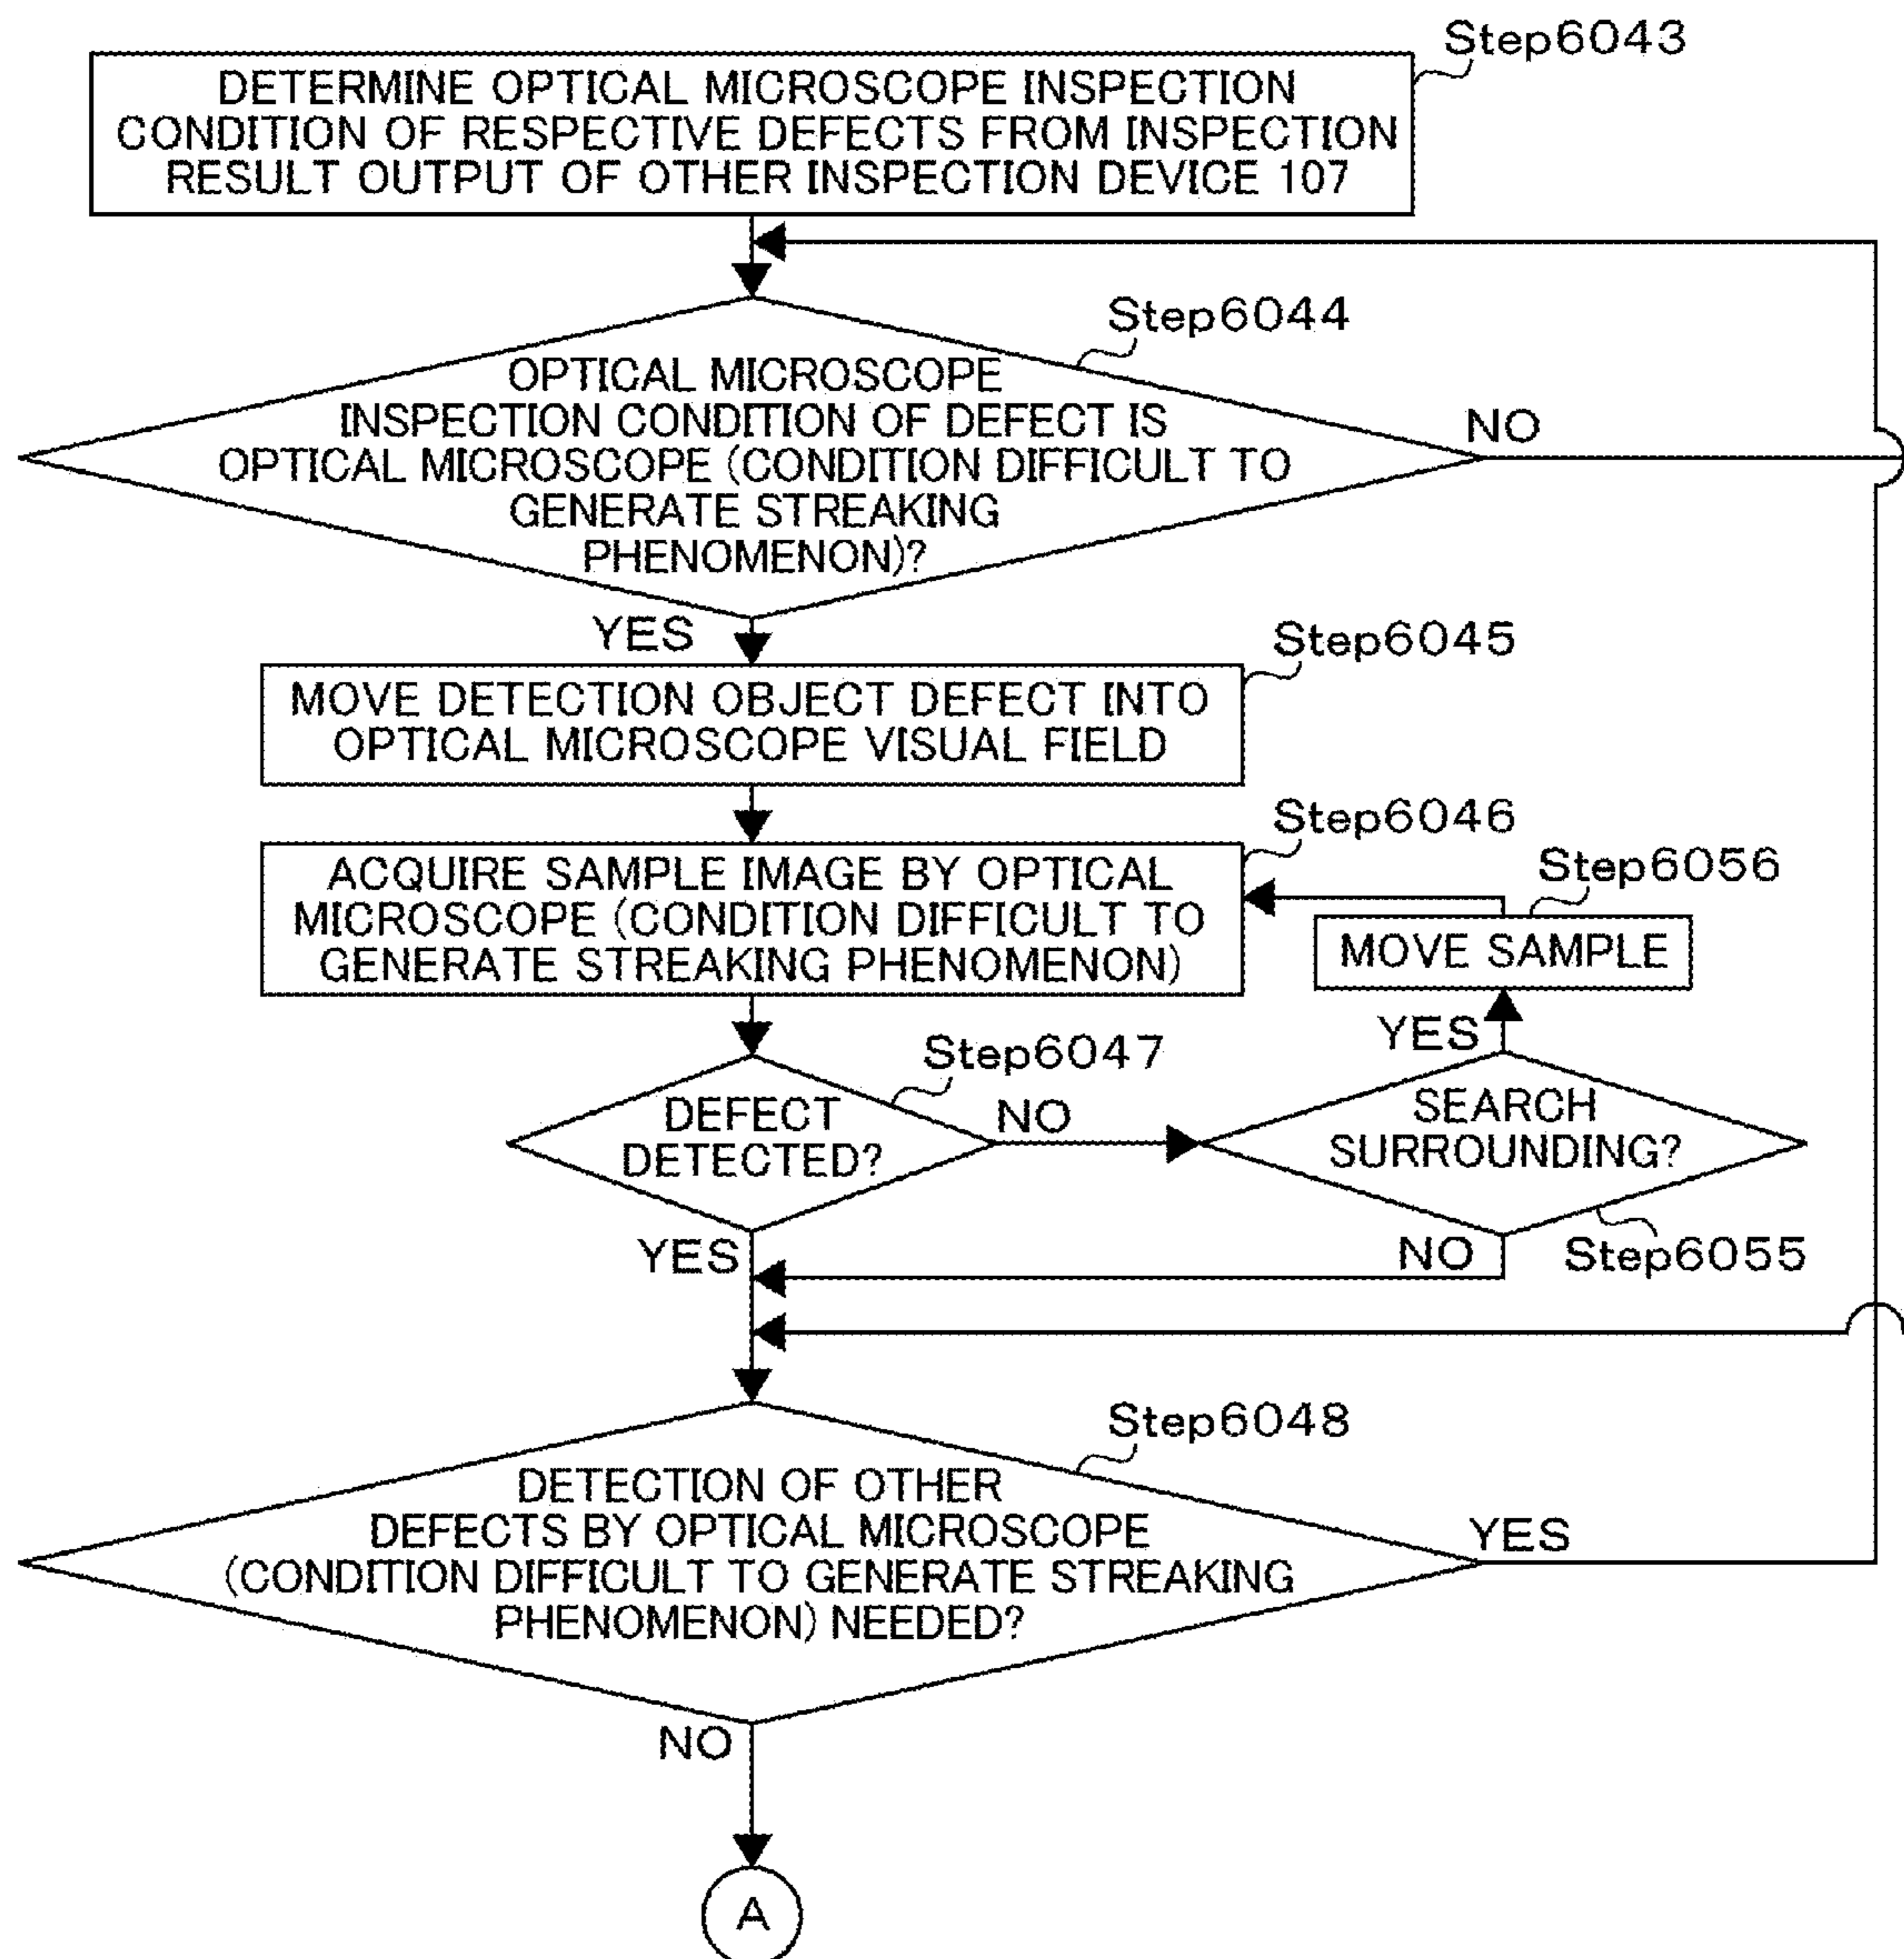 Step6043
DETERMINE OPTICAL MICROSCOPE INSPECTION
CONDITION OF RESPECTIVE DEFECTS FROM INSPECTION
RESULT OUTPUT OF OTHER INSPECTION DEVICE 107
Step6044
OPTICAL MICROSCOPE
INSPECTION CONDITION OF DEFECT IS
OPTICAL MICROSCOPE (CONDITION DIFFICULT TO
GENERATE STREAKING
PHENOMENON)?
NO
YES
Step6045
MOVE DETECTION OBJECT DEFECT INTO
OPTICAL MICROSCOPE VISUAL FIELD
Step6046
ACQUIRE SAMPLE IMAGE BY OPTICAL
MICROSCOPE (CONDITION DIFFICULT TO
GENERATE STREAKING PHENOMENON)
Step6056
MOVE SAMPLE
YES
Step6047
DEFECT
DETECTED?
NO
SEARCH
SURROUNDING?
YES
NO
Step6055
Step6048
DETECTION OF OTHER
DEFECTS BY OPTICAL MICROSCOPE
(CONDITION DIFFICULT TO GENERATE STREAKING
PHENOMENON) NEEDED?
YES
NO
A